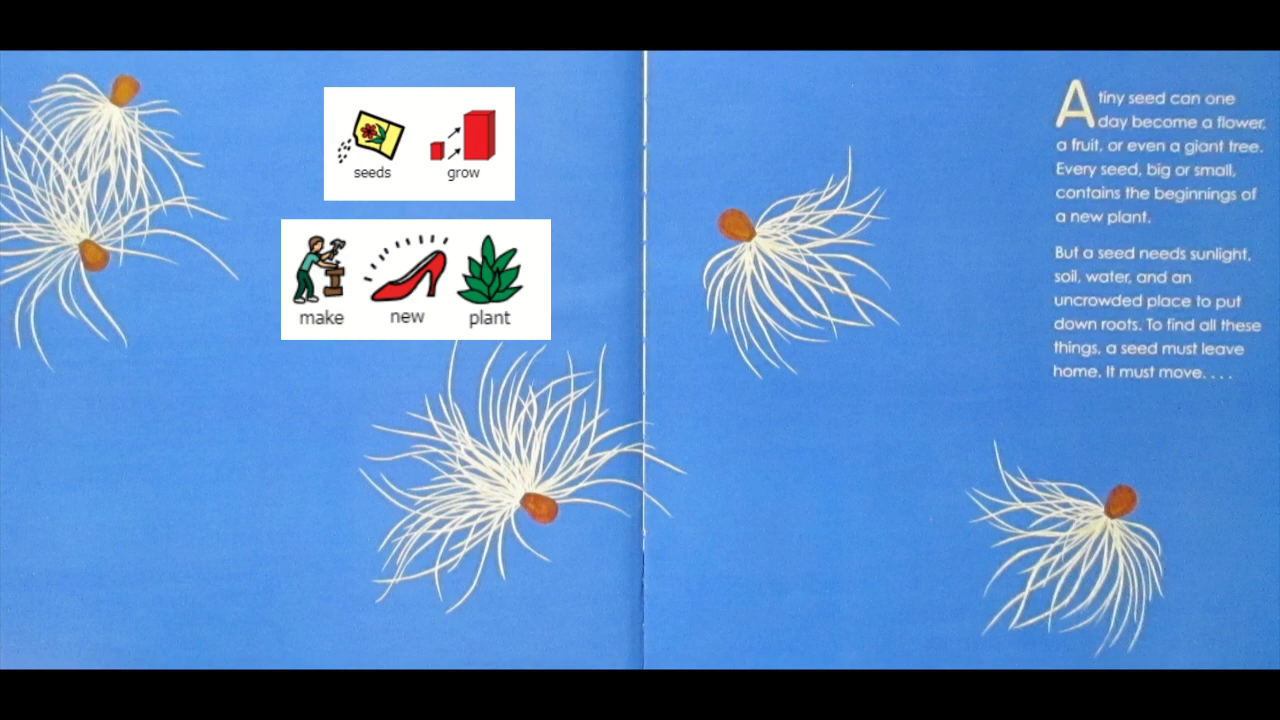 seeds grow
make new plant
A tiny seed can one
day become a flower,
a fruit, or even a giant tree.
Every seed, big or small,
contains the beginnings of
a new plant.
But a seed needs sunlight,
soil, water, and an
uncrowded place to put
down roots. To find all these
things, a seed must leave
home. It must move. . . .